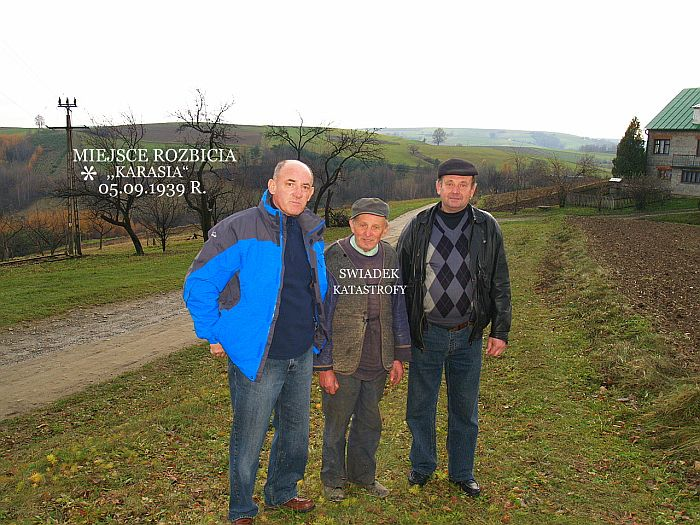 MIEJSCE ROZBICIA
* ,,KARASIA"
05.09.1939 R.
SWIADEK
KATASTROFY